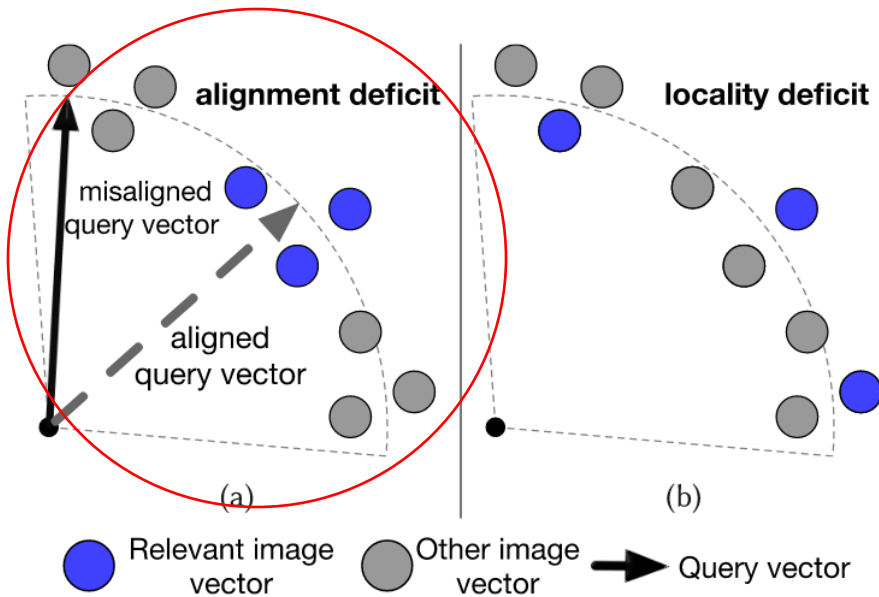 alignment deficit
misaligned
query vector
aligned
query vector
(a)
locality deficit
(b)
Relevant image
vector
Other image
vector
Query vector